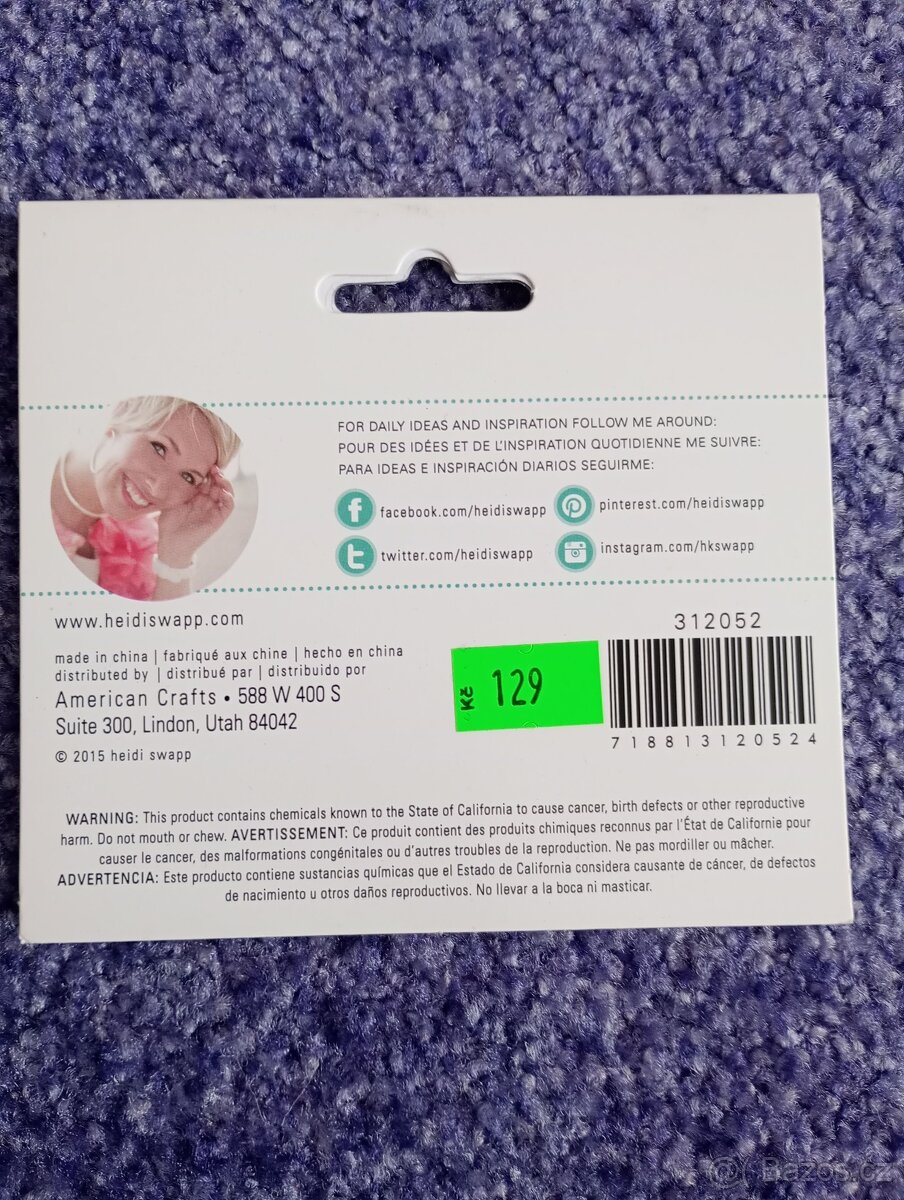 FOR DAILY IDEAS AND INSPIRATION FOLLOW ME AROUND:
POUR DES IDÉES ET DE L'INSPIRATION QUOTIDIENNE ME SUIVRE:
PARA IDEAS E INSPIRACIÓN DIARIOS SEGUIRME:
facebook.com/heidiswapp
pinterest.com/heidiswapp
twitter.com/heidiswapp
instagram.com/hkswapp
www.heidiswapp.com
made in china | fabriqué aux chine | hecho en china
distributed by | distribué par | distribuido por
American Crafts • 588 W 400 S
Suite 300, Lindon, Utah 84042
© 2015 heidi swapp
Kč 129
312052
718813120524
WARNING: This product contains chemicals known to the State of California to cause cancer, birth defects or other reproductive
harm. Do not mouth or chew. AVERTISSEMENT: Ce produit contient des produits chimiques reconnus par l'État de California pour
causer le cancer, des malformations congénitales ou d'autres troubles de la reproduction. Ne pas mordiller ou mâcher.
ADVERTENCIA: Este producto contiene sustancias químicas que el Estado de California considera causante de cáncer, de defectos
de nacimiento u otros daños reproductivos. No llevar a la boca ni masticar.
Bazos.cz